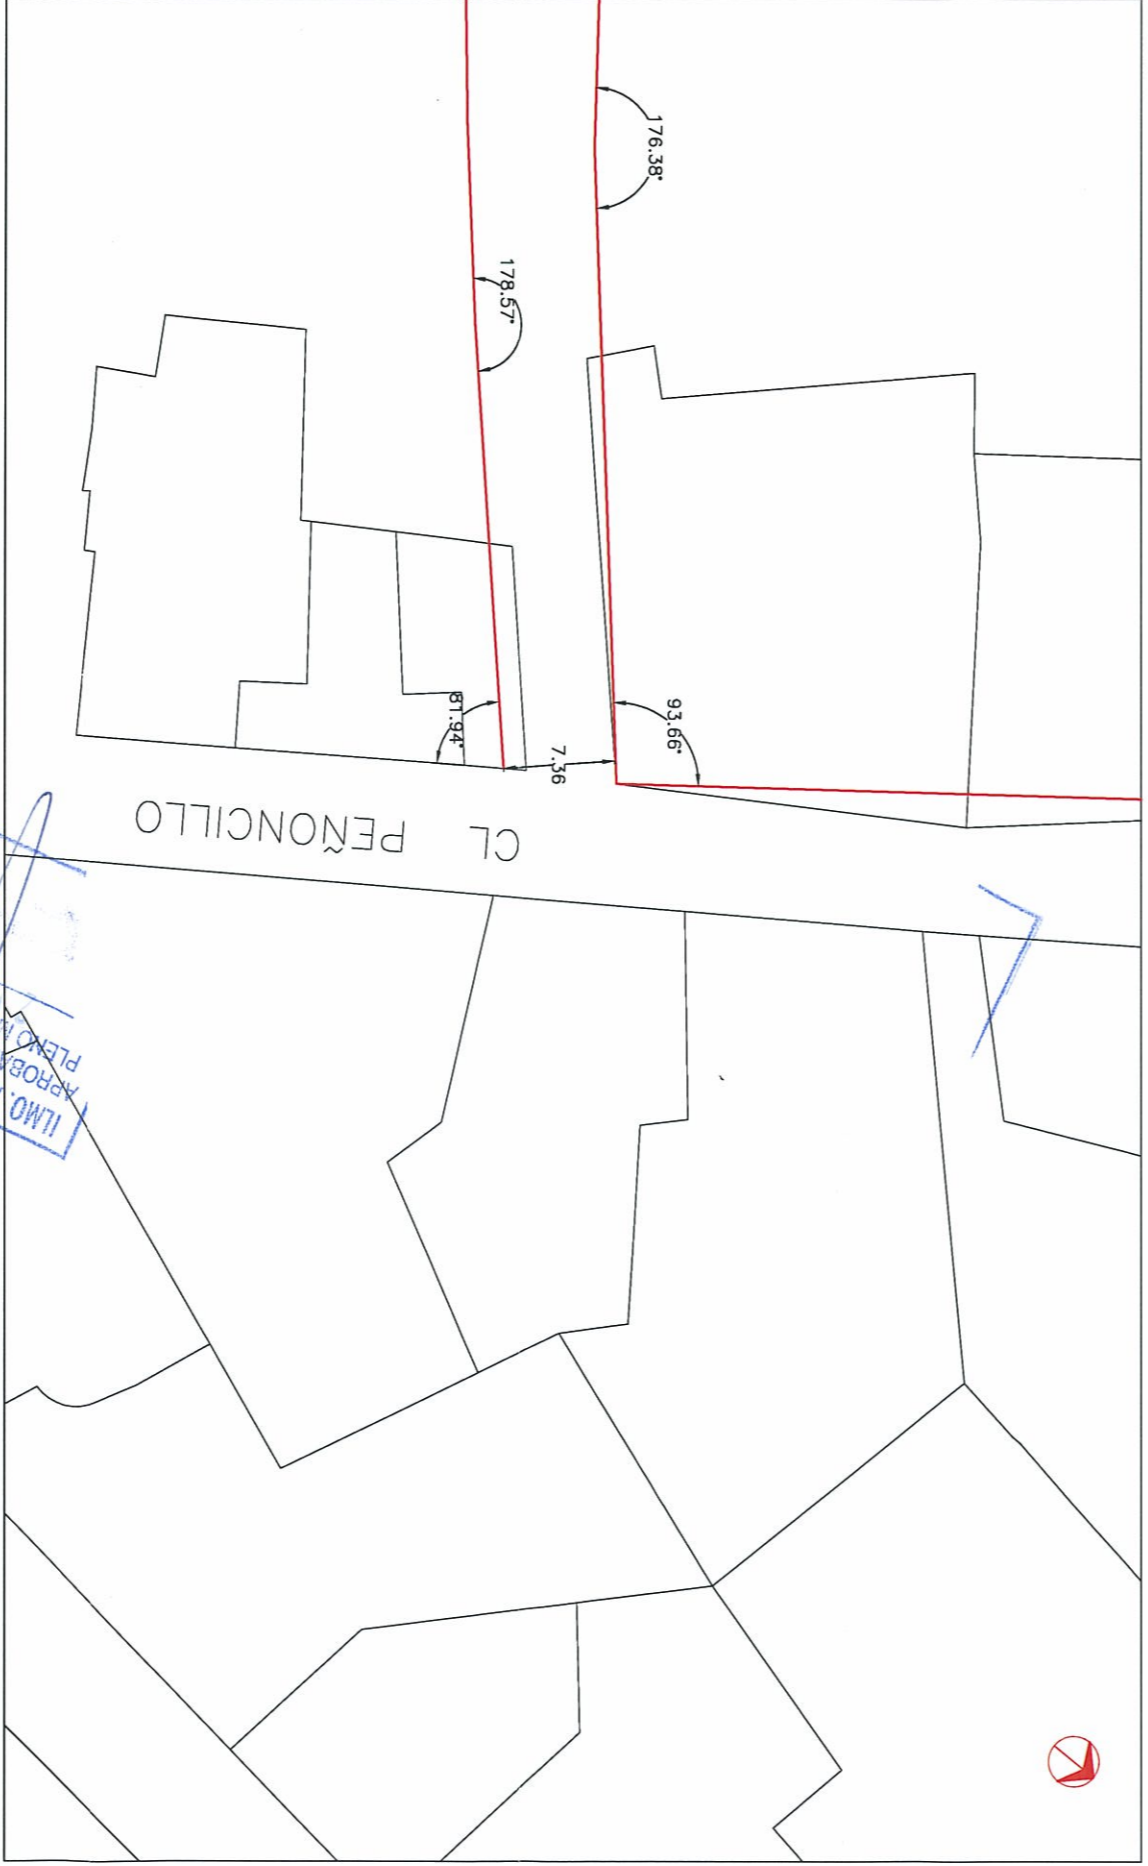 176.38°
178.57°
93.66°
81.94°
7.36
CL PEÑONCILLO
ILMO.
APROBA
PLENO